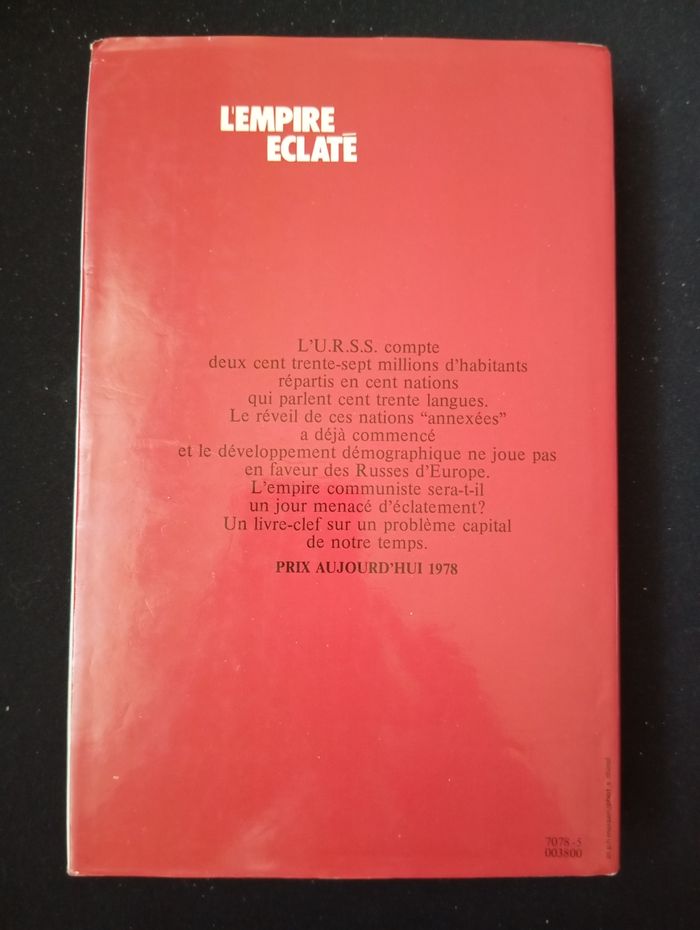 L'EMPIRE
ECLATÉ
L'U.R.S.S. compte
deux cent trente-sept millions d'habitants
répartis en cent nations
qui parlent cent trente langues.
Le réveil de ces nations “annexées”
a déjà commencé
et le développement démographique ne joue pas
en faveur des Russes d'Europe.
L'empire communiste sera-t-il
un jour menacé d'éclatement?
Un livre-clef sur un problème capital
de notre temps.
PRIX AUJOURD'HUI 1978
7078-5
003800